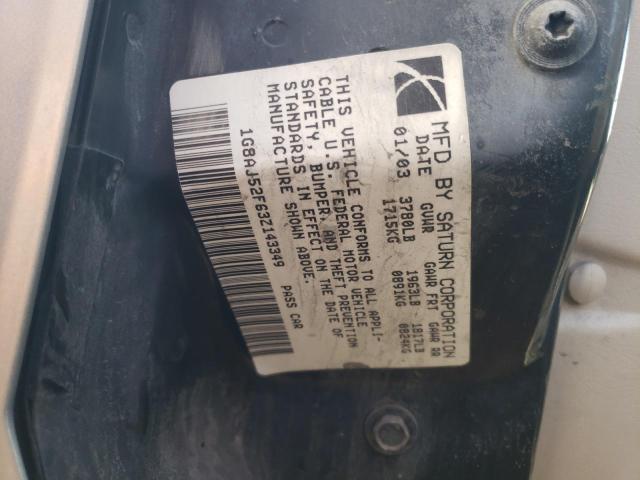 MFD BY SATURN CORPORATION
DATE GVWR GAWR FRT GAWR RR
01/03 3780LB 1963LB 1817LB
1715KG 0891KG 0824KG
THIS VEHICLE CONFORMS TO ALL APPLI-
CABLE U.S. FEDERAL MOTOR VEHICLE
SAFETY, BUMPER, AND THEFT PREVENTION
STANDARDS IN EFFECT ON THE DATE OF
MANUFACTURE SHOWN ABOVE.
1G8AJ52F63Z143349 PASS CAR